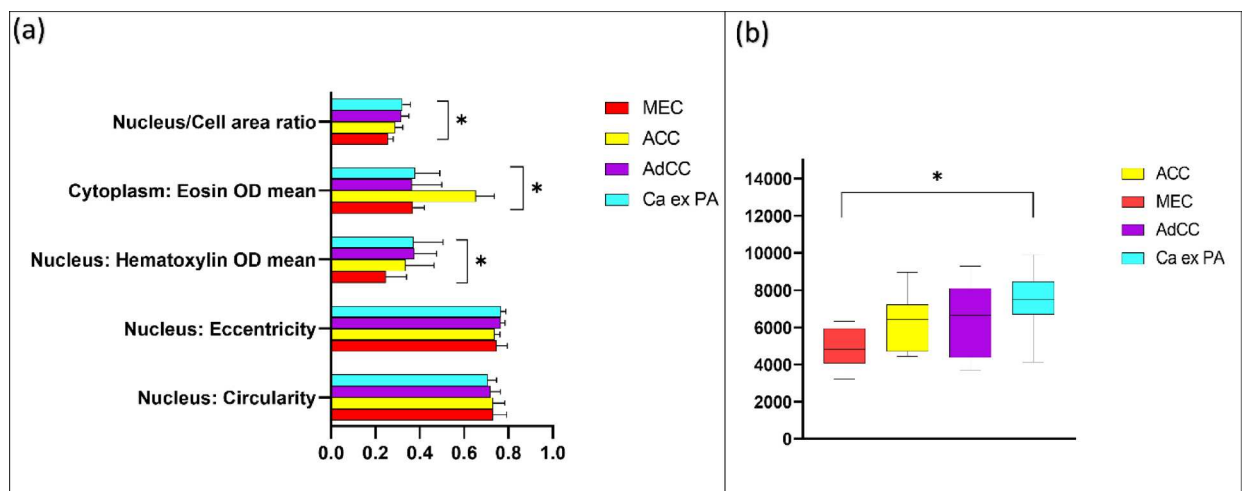 (a)
Nucleus/Cell area ratio
Cytoplasm: Eosin OD mean
Nucleus: Hematoxylin OD mean
Nucleus: Eccentricity
Nucleus: Circularity
*
*
*
0.0 0.2 0.4 0.6 0.8 1.0
MEC
ACC
AdCC
Ca ex PA
(b)
14000
12000
10000
8000
6000
4000
2000
0
*
ACC
MEC
AdCC
Ca ex PA